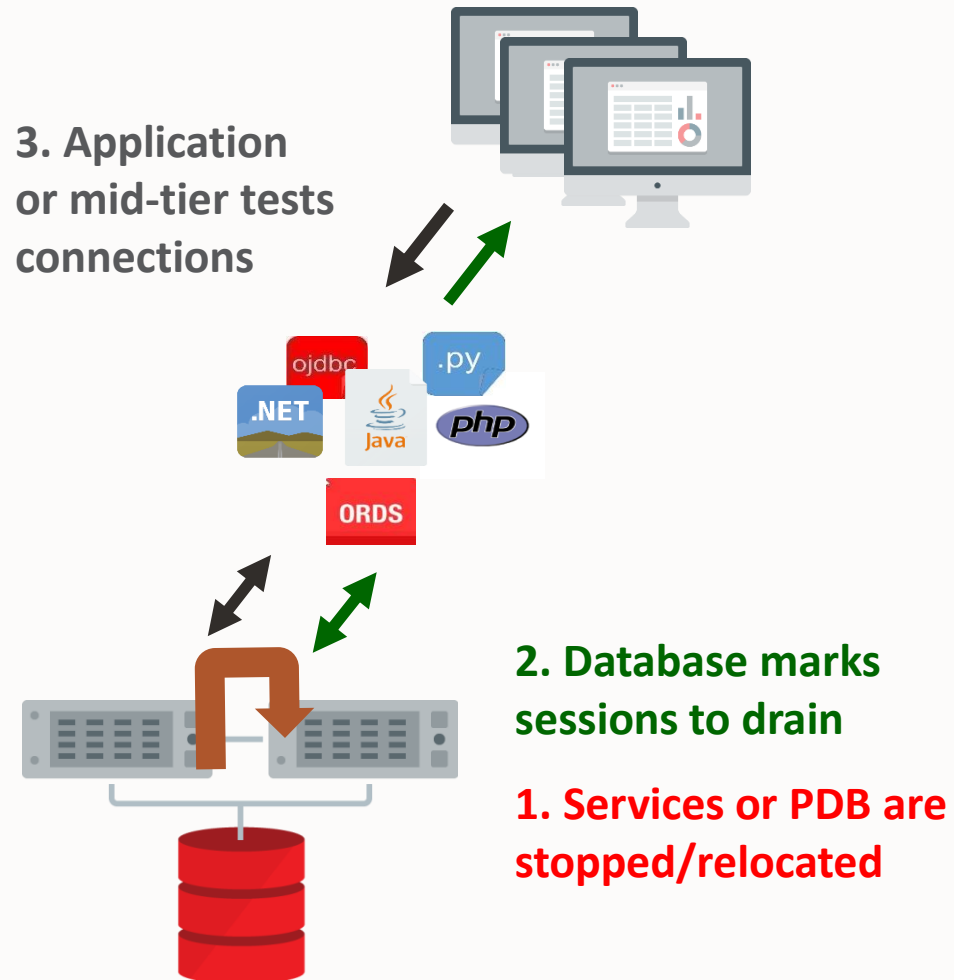 3. Application
or mid-tier tests
connections
ojdbc
.py
.NET
Java
php
ORDS
2. Database marks
sessions to drain
1. Services or PDB are
stopped/relocated